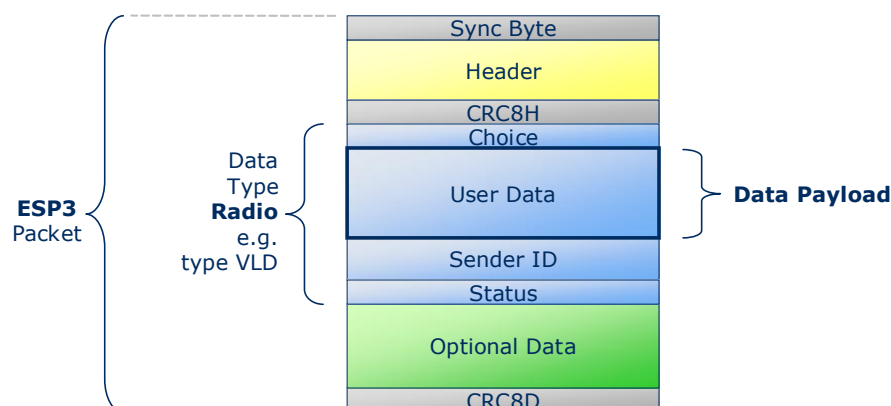 Sync Byte
Header
CRC8H
Choice
User Data
Sender ID
Status
Optional Data
CRC8D
ESP3
Packet
Data
Type
Radio
e.g.
type VLD
Data Payload